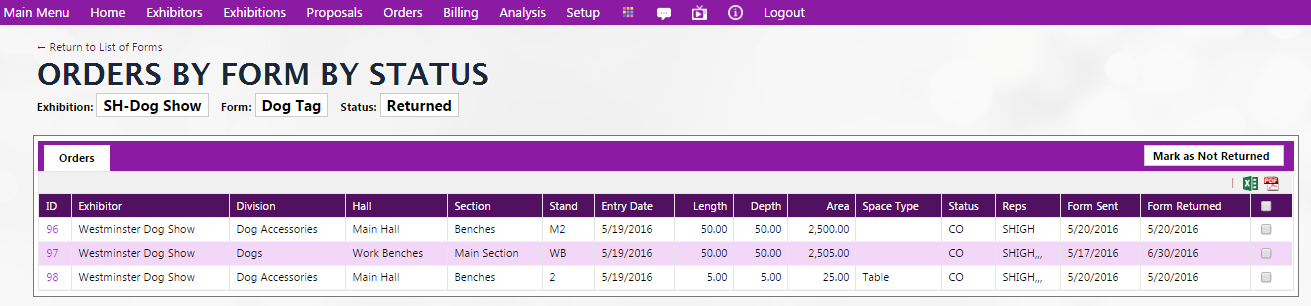 Main Menu Home Exhibitors Exhibitions Proposals Orders Billing Analysis Setup Logout
← Return to List of Forms
ORDERS BY FORM BY STATUS
Exhibition: SH-Dog Show Form: Dog Tag Status: Returned
Orders Mark as Not Returned
ID Exhibitor Division Hall Section Stand Entry Date Length Depth Area Space Type Status Reps Form Sent Form Returned
96 Westminster Dog Show Dog Accessories Main Hall Benches M2 5/19/2016 50.00 50.00 2,500.00 CO SHIGH 5/20/2016 5/20/2016
97 Westminster Dog Show Dogs Work Benches Main Section WB 5/19/2016 50.00 50.00 2,505.00 CO SHIGH,,, 5/17/2016 6/30/2016
98 Westminster Dog Show Dog Accessories Main Hall Benches 2 5/19/2016 5.00 5.00 25.00 Table CO SHIGH,,, 5/20/2016 5/20/2016